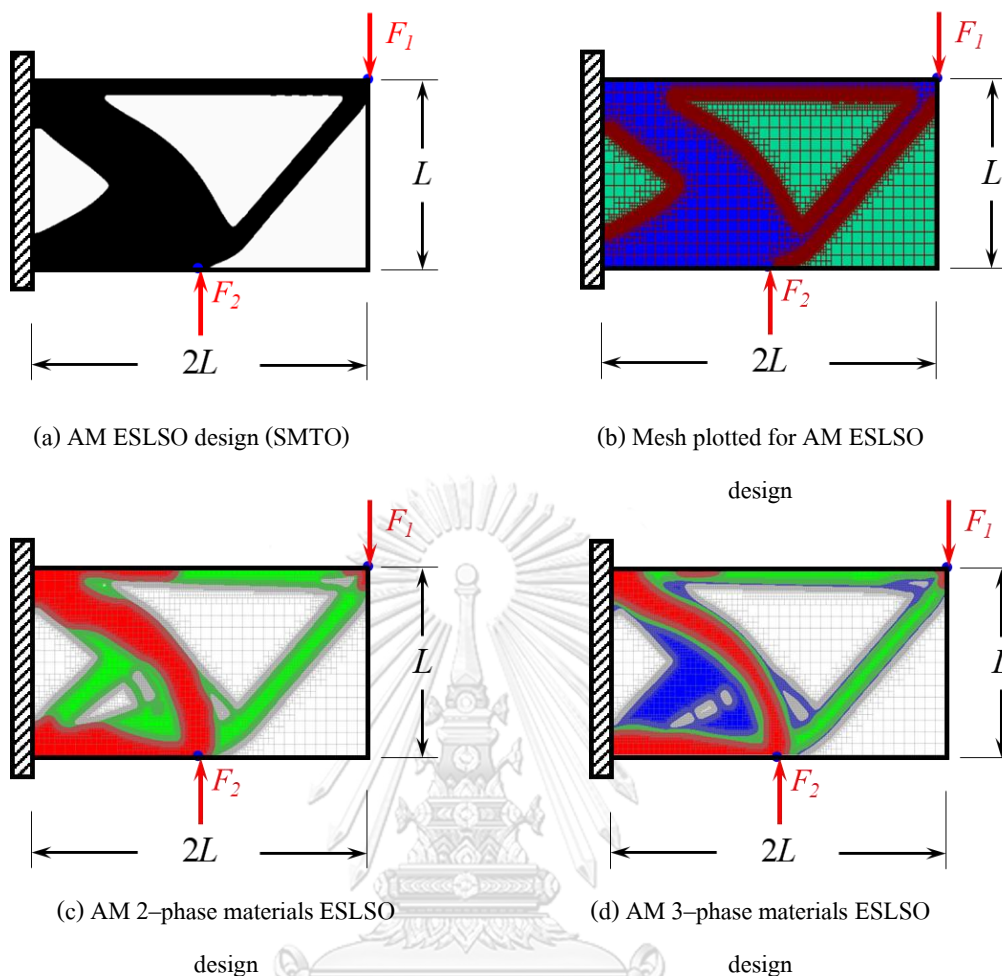 F1
F1
L
L
F2
F2
2L
2L
(a) AM ESLSO design (SMTO)
(b) Mesh plotted for AM ESLSO
design
F1
F1
L
L
F2
F2
2L
2L
(c) AM 2–phase materials ESLSO
design
(d) AM 3–phase materials ESLSO
design